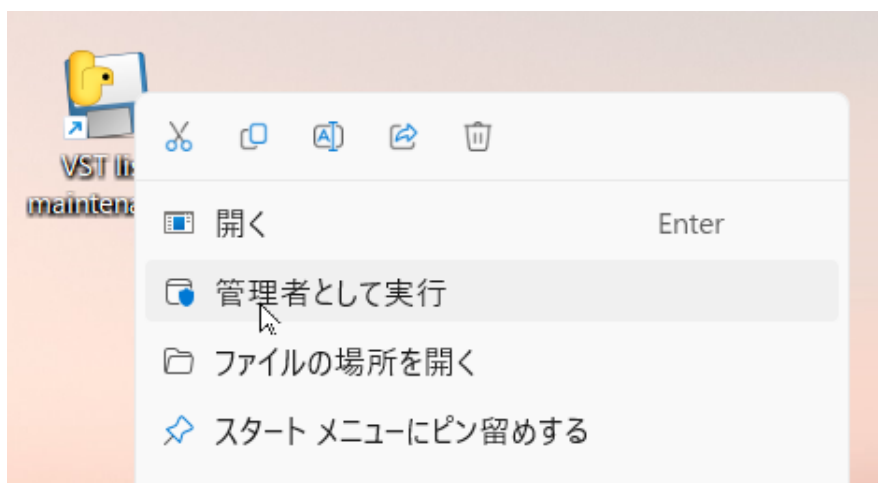 VST
開く Enter
管理者として実行
ファイルの場所を開く
スタート メニューにピン留めする